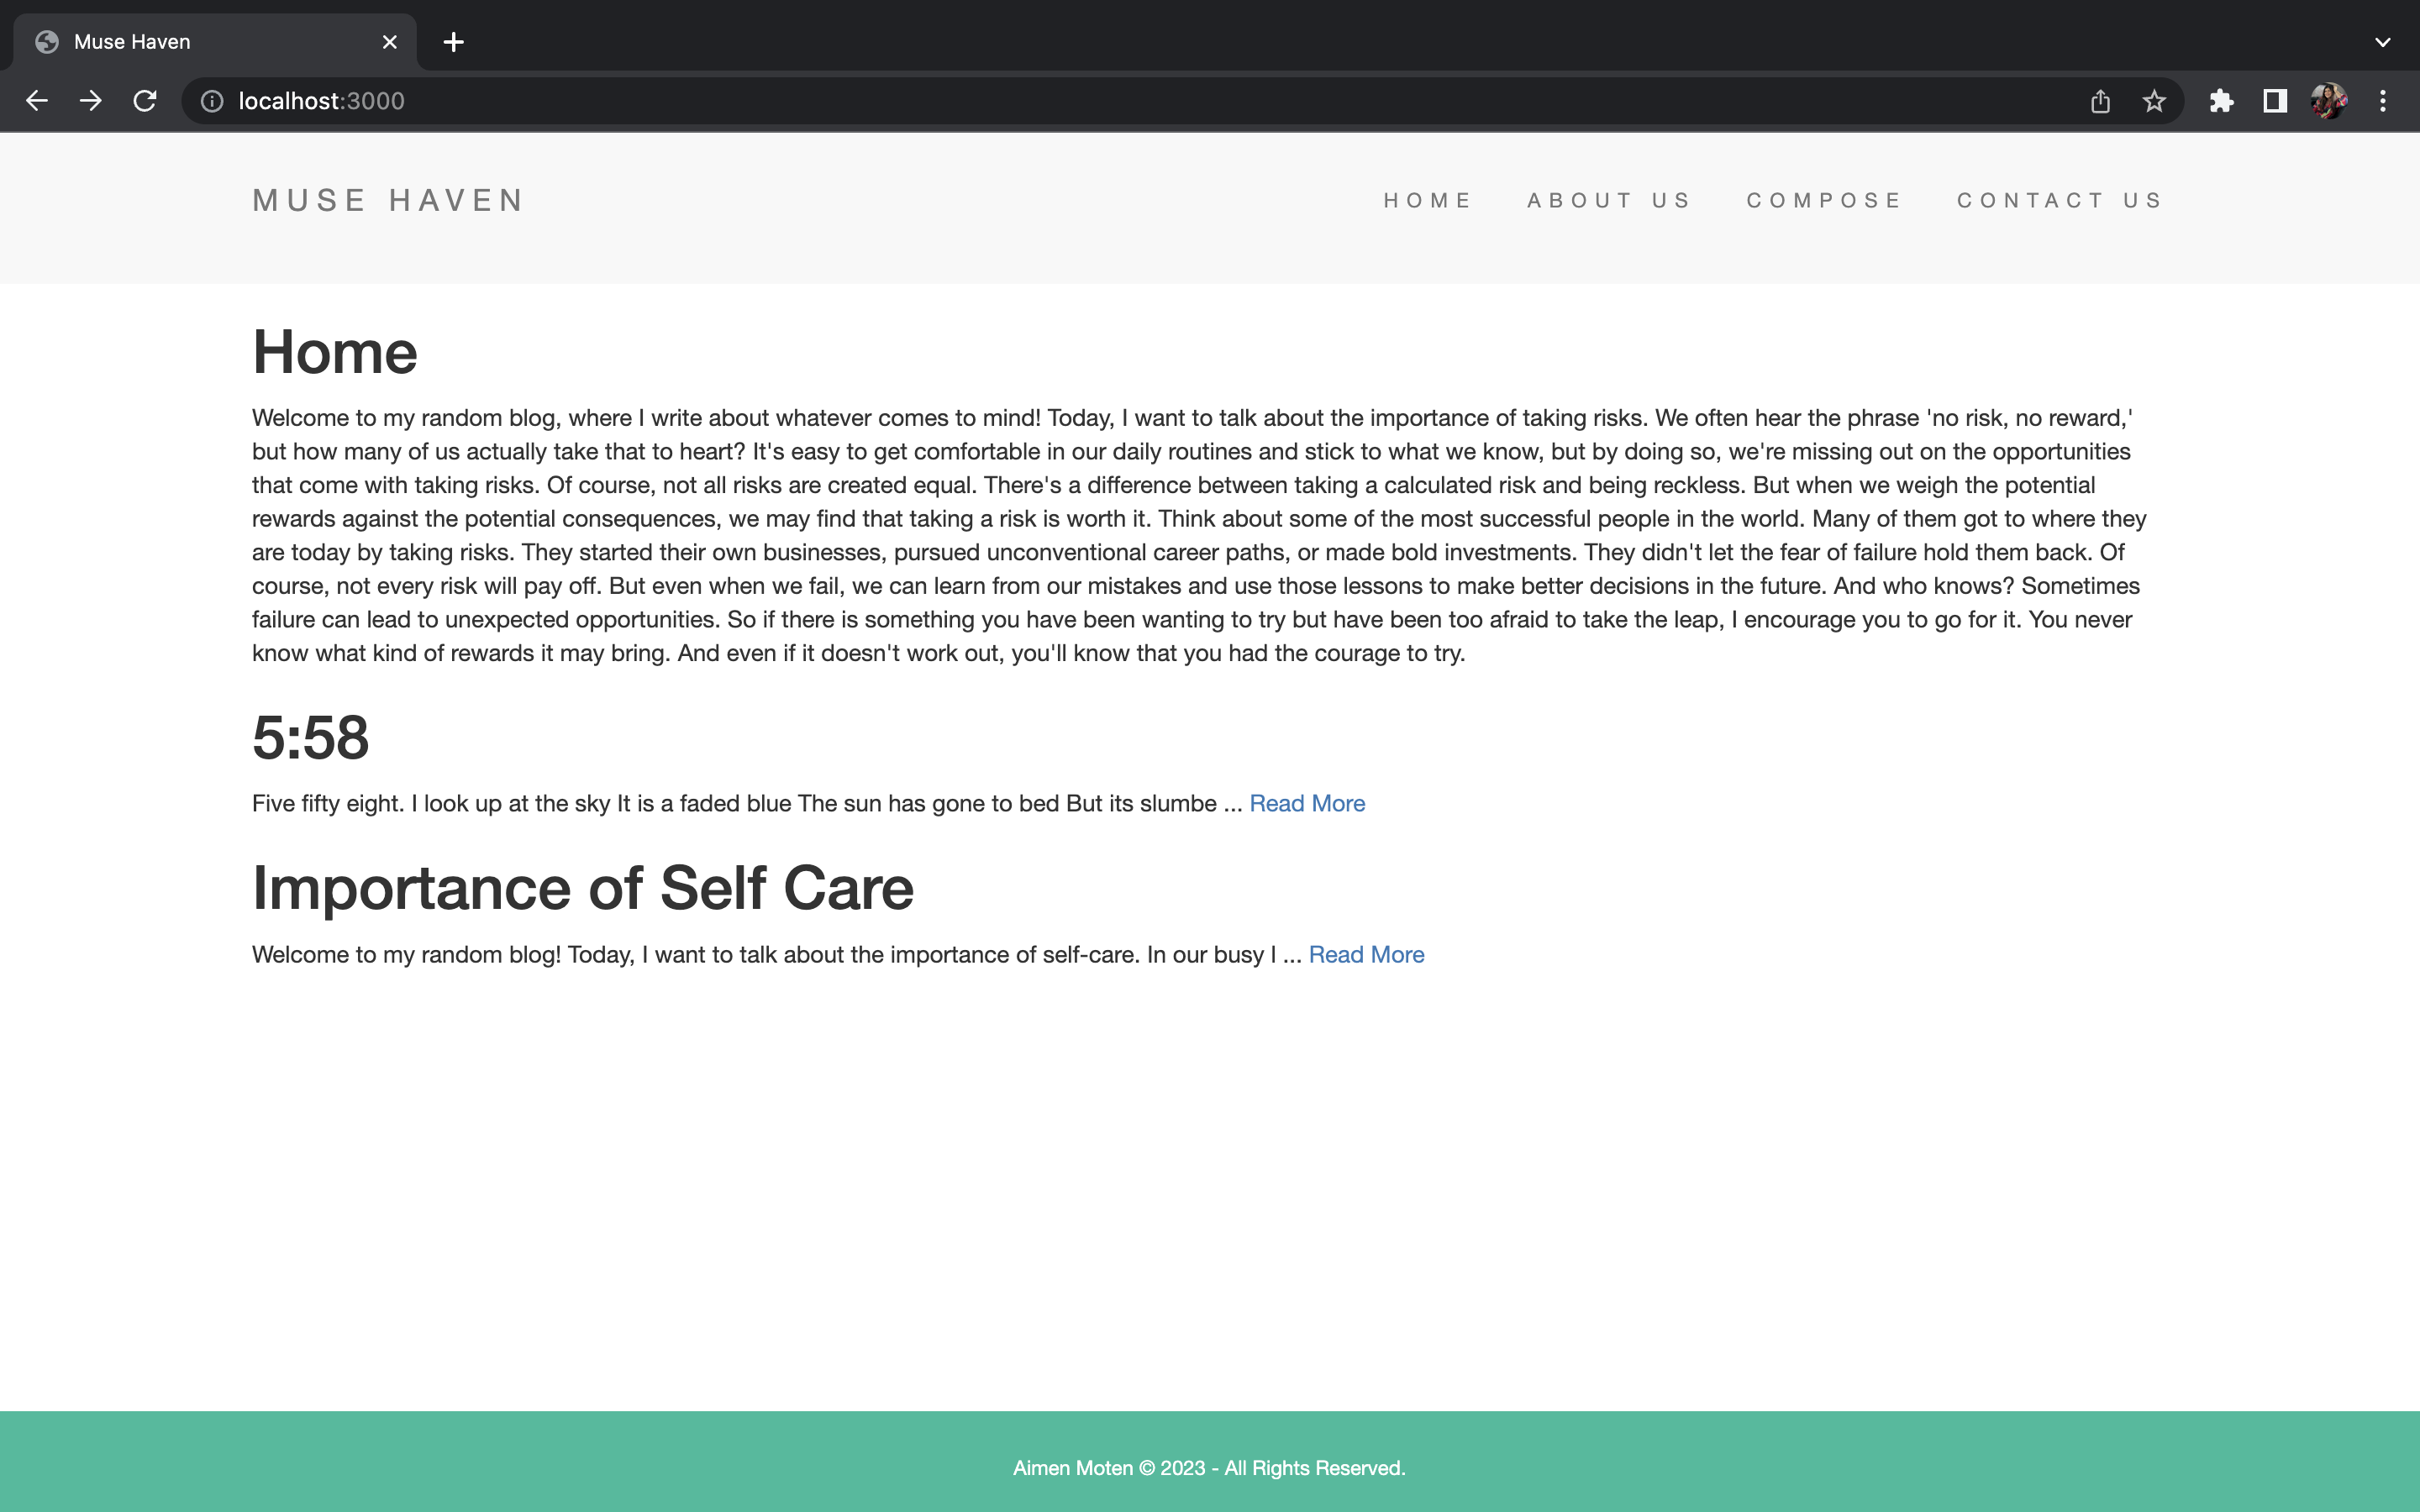 Muse Haven
localhost:3000
MUSE HAVEN
HOME ABOUT US COMPOSE CONTACT US
Home
Welcome to my random blog, where I write about whatever comes to mind! Today, I want to talk about the importance of taking risks. We often hear the phrase 'no risk, no reward,'
but how many of us actually take that to heart? It's easy to get comfortable in our daily routines and stick to what we know, but by doing so, we're missing out on the opportunities
that come with taking risks. Of course, not all risks are created equal. There's a difference between taking a calculated risk and being reckless. But when we weigh the potential
rewards against the potential consequences, we may find that taking a risk is worth it. Think about some of the most successful people in the world. Many of them got to where they
are today by taking risks. They started their own businesses, pursued unconventional career paths, or made bold investments. They didn't let the fear of failure hold them back. Of
course, not every risk will pay off. But even when we fail, we can learn from our mistakes and use those lessons to make better decisions in the future. And who knows? Sometimes
failure can lead to unexpected opportunities. So if there is something you have been wanting to try but have been too afraid to take the leap, I encourage you to go for it. You never
know what kind of rewards it may bring. And even if it doesn't work out, you'll know that you had the courage to try.
5:58
Five fifty eight. I look up at the sky It is a faded blue The sun has gone to bed But its slumbe ... Read More
Importance of Self Care
Welcome to my random blog! Today, I want to talk about the importance of self-care. In our busy l ... Read More
Aimen Moten © 2023 - All Rights Reserved.